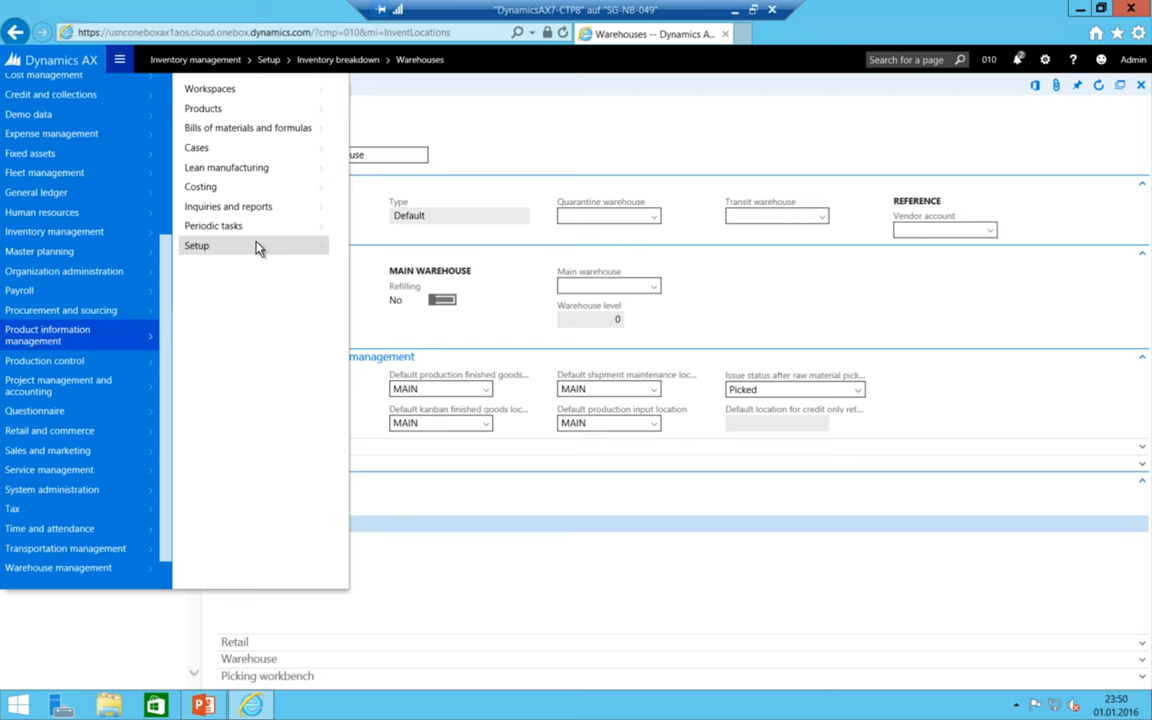 "DynamicsAX7-CTP8" auf "SG-NB-049"
https://usnconeboxax1aos.cloud.onebox.dynamics.com/?cmp=010&mi=InventLocations
Warehouses -- Dynamics A...
Dynamics AX
Inventory management > Setup > Inventory breakdown > Warehouses
Search for a page
010
Admin
Cost management
Credit and collections
Demo data
Expense management
Fixed assets
Fleet management
General ledger
Human resources
Inventory management
Master planning
Organization administration
Payroll
Procurement and sourcing
Product information
management
Production control
Project management and
accounting
Questionnaire
Retail and commerce
Sales and marketing
Service management
System administration
Tax
Time and attendance
Transportation management
Warehouse management
Workspaces
Products
Bills of materials and formulas
Cases
Lean manufacturing
Costing
Inquiries and reports
Periodic tasks
Setup
use
Type
Default
Quarantine warehouse
Transit warehouse
REFERENCE
Vendor account
MAIN WAREHOUSE
Refilling
No
Main warehouse
Warehouse level
0
management
Default production finished goods...
MAIN
Default shipment maintenance loc...
MAIN
Issue status after raw material pick...
Picked
Default kanban finished goods loc...
MAIN
Default production input location
MAIN
Default location for credit only ret...
Retail
Warehouse
Picking workbench
23:50
01.01.2016